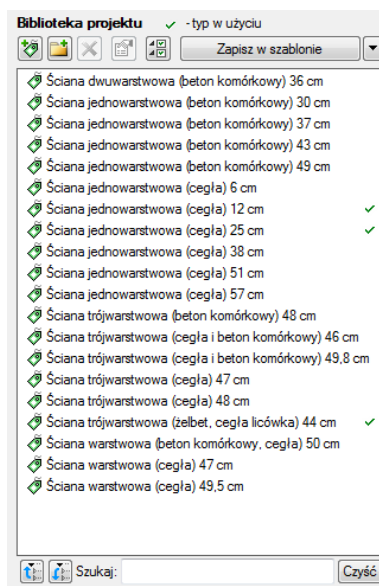 Biblioteka projektu ✓ - typ w użyciu
Zapisz w szablonie
Ściana dwuwarstwowa (beton komórkowy) 36 cm
Ściana jednowarstwowa (beton komórkowy) 30 cm
Ściana jednowarstwowa (beton komórkowy) 37 cm
Ściana jednowarstwowa (beton komórkowy) 43 cm
Ściana jednowarstwowa (beton komórkowy) 49 cm
Ściana jednowarstwowa (cegła) 6 cm
Ściana jednowarstwowa (cegła) 12 cm ✓
Ściana jednowarstwowa (cegła) 25 cm ✓
Ściana jednowarstwowa (cegła) 38 cm
Ściana jednowarstwowa (cegła) 51 cm
Ściana jednowarstwowa (cegła) 57 cm
Ściana trójwarstwowa (beton komórkowy) 48 cm
Ściana trójwarstwowa (cegła i beton komórkowy) 46 cm
Ściana trójwarstwowa (cegła i beton komórkowy) 49,8 cm
Ściana trójwarstwowa (cegła) 47 cm
Ściana trójwarstwowa (cegła) 48 cm
Ściana trójwarstwowa (żelbet, cegła licówka) 44 cm ✓
Ściana warstwowa (beton komórkowy, cegła) 50 cm
Ściana warstwowa (cegła) 47 cm
Ściana warstwowa (cegła) 49,5 cm
Szukaj: Czyść